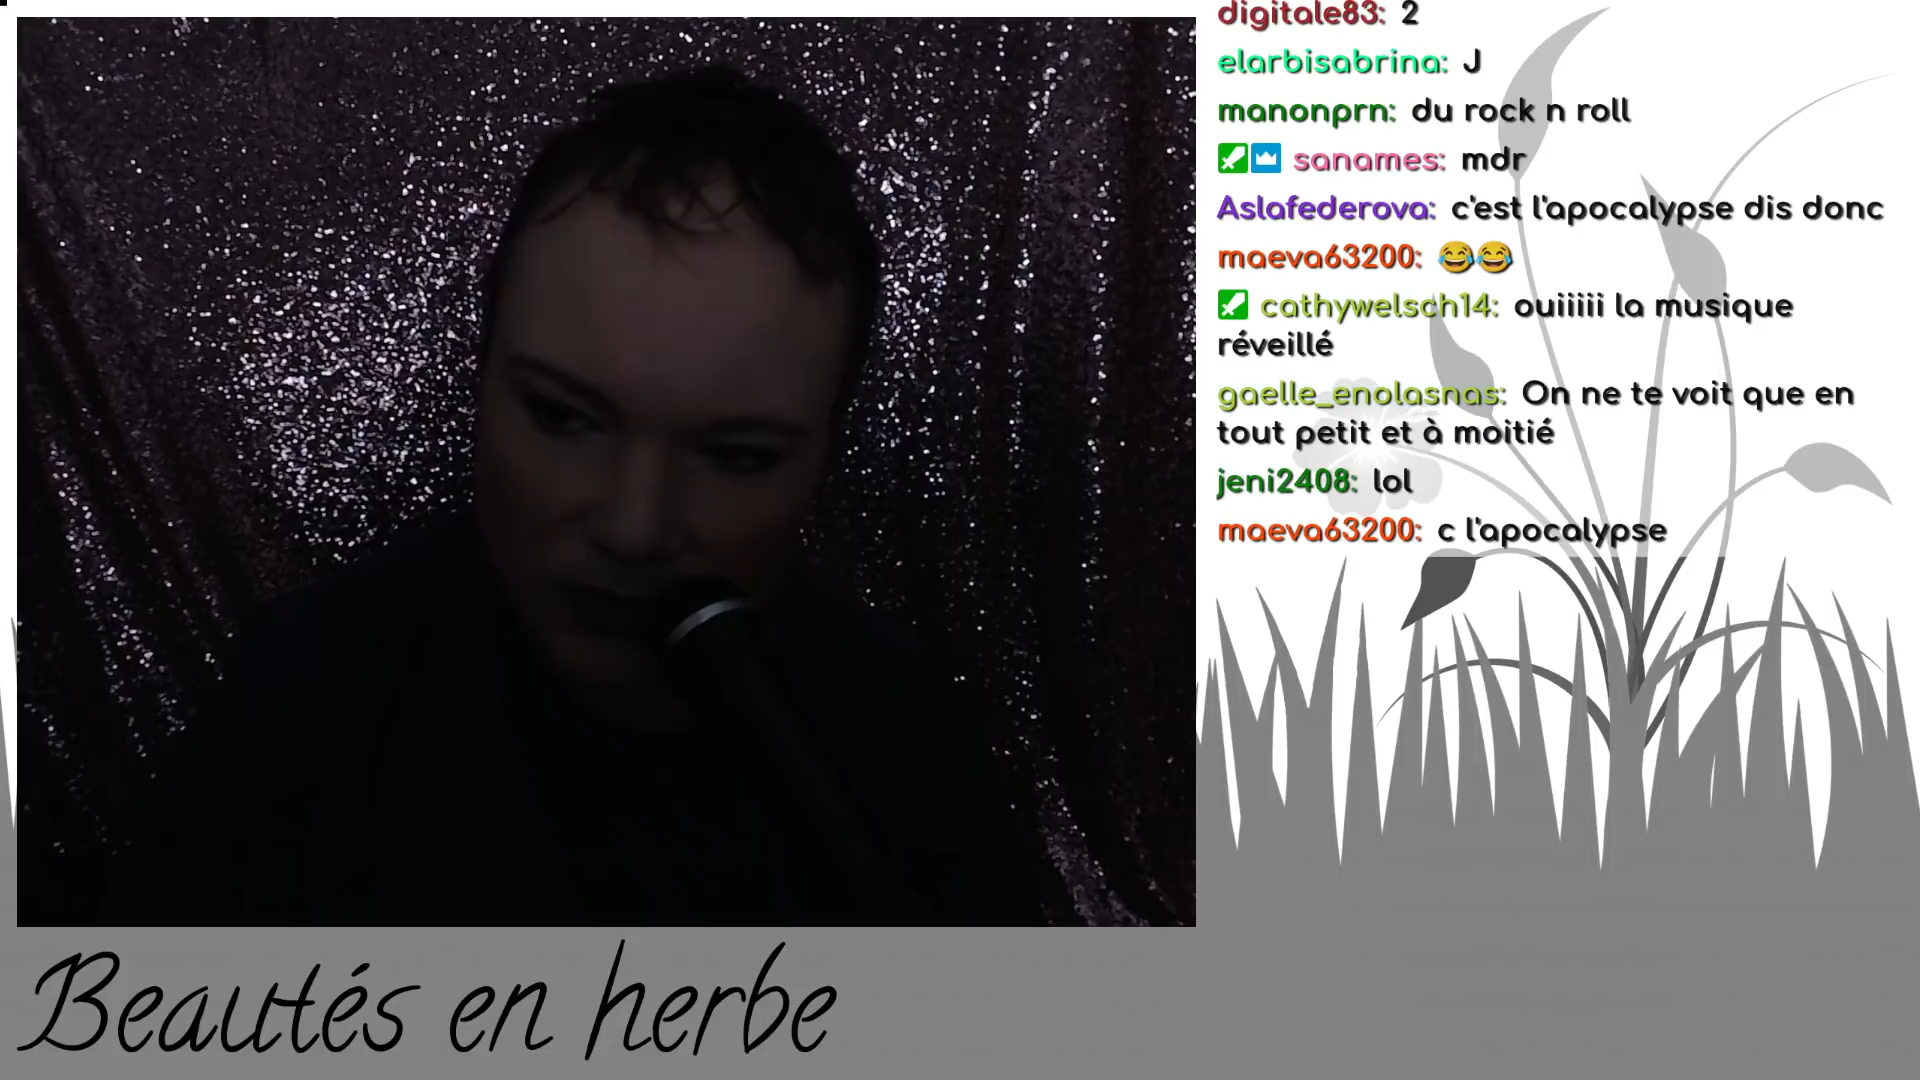 digitale83: 2
elarbisabrina: J
manonprn: du rock n roll
sanames: mdr
Aslafederova: c'est l'apocalypse dis donc
maeva63200: 😂😂
cathywelsch14: ouiiiii la musique
réveillé
gaelle_enolasnas: On ne te voit que en
tout petit et à moitié
jeni2408: lol
maeva63200: c l'apocalypse
Beautés en herbe